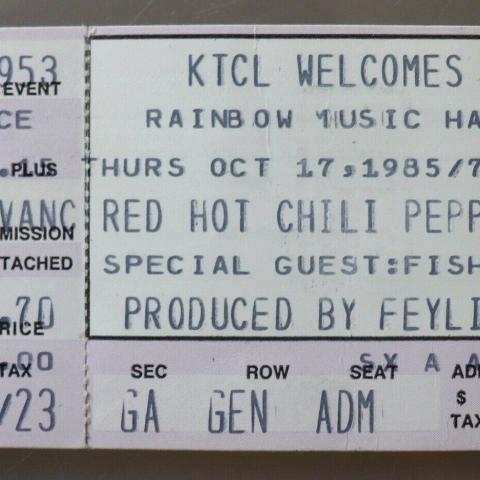 953
EVENT
CE
PLUS
VANC
MISSION
TACHED
.70
RICE
.00
TAX
/23
KTCL WELCOMES
RAINBOW MUSIC HA
THURS OCT 17,1985/7
RED HOT CHILI PEPP
SPECIAL GUEST:FISH
PRODUCED BY FEYLI
SEC ROW SEAT ADM
GA GEN ADM
$
TAX